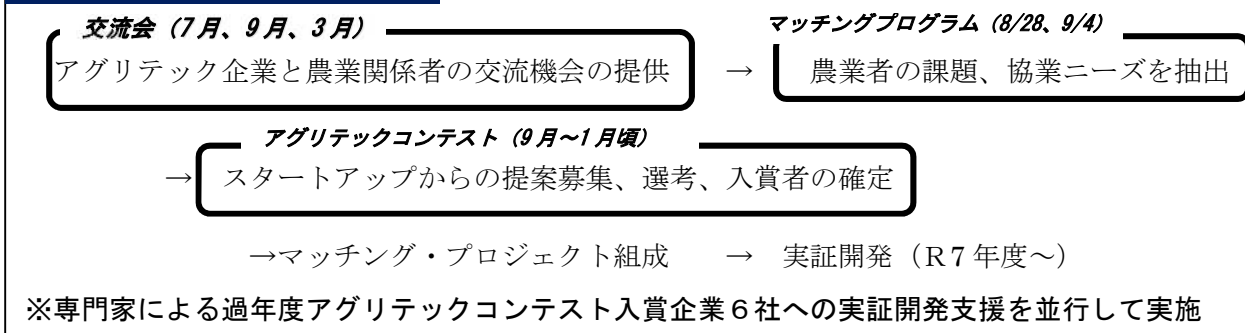 交流会（7月、9月、3月）
マッチングプログラム（8/28、9/4）
アグリテック企業と農業関係者の交流機会の提供　→　農業者の課題、協業ニーズを抽出
アグリテックコンテスト（9月～1月頃）
→　スタートアップからの提案募集、選考、入賞者の確定
→マッチング・プロジェクト組成　→　実証開発（Ｒ７年度～）
※専門家による過年度アグリテックコンテスト入賞企業６社への実証開発支援を並行して実施